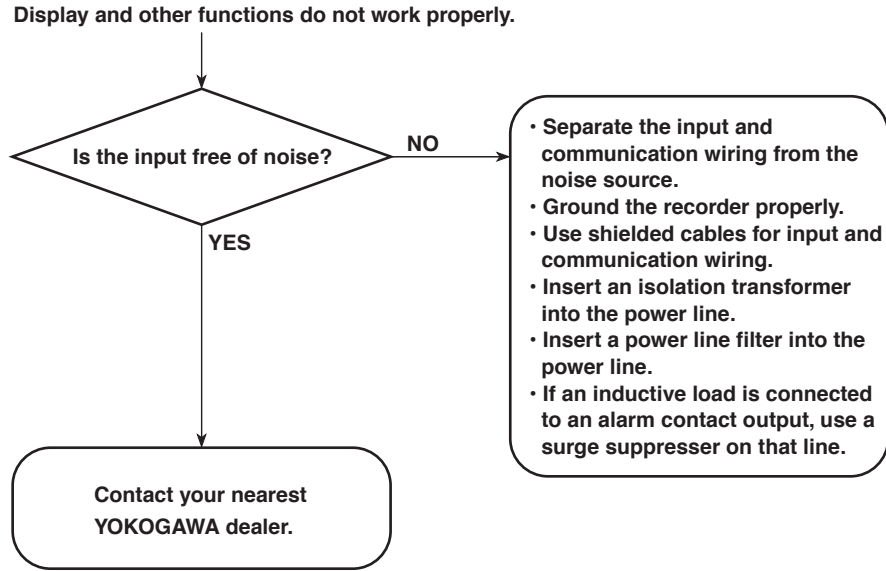 Display and other functions do not work properly.
Is the input free of noise?
NO
YES
· Separate the input and
communication wiring from the
noise source.
· Ground the recorder properly.
· Use shielded cables for input and
communication wiring.
· Insert an isolation transformer
into the power line.
· Insert a power line filter into the
power line.
· If an inductive load is connected
to an alarm contact output, use a
surge suppresser on that line.
Contact your nearest
YOKOGAWA dealer.